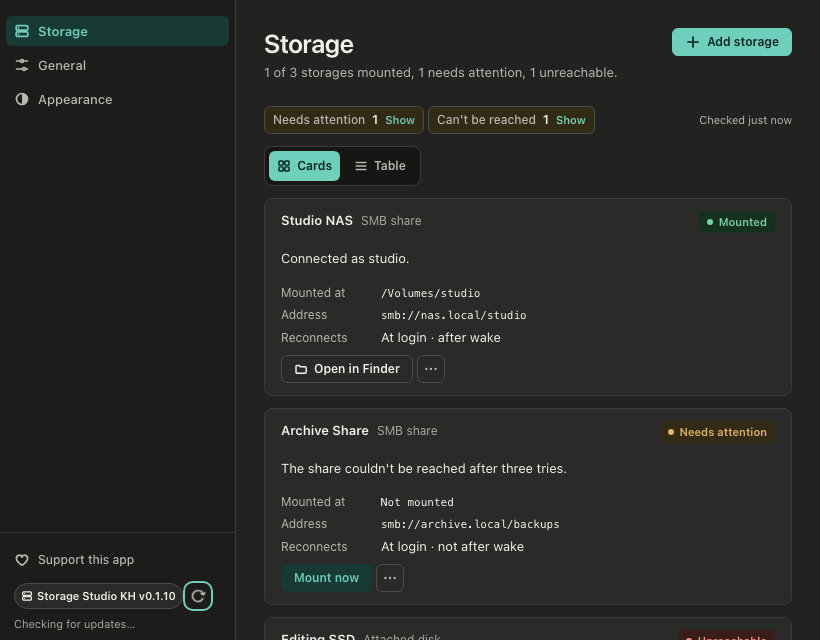 Storage
General
Appearance
Support this app
Storage Studio KH v0.1.10
Checking for updates...
Storage
Add storage
1 of 3 storages mounted, 1 needs attention, 1 unreachable.
Needs attention 1 Show
Can't be reached 1 Show
Checked just now
Cards
Table
Studio NAS SMB share
Mounted
Connected as studio.
Mounted at /Volumes/studio
Address smb://nas.local/studio
Reconnects At login · after wake
Open in Finder
Archive Share SMB share
Needs attention
The share couldn't be reached after three tries.
Mounted at Not mounted
Address smb://archive.local/backups
Reconnects At login · not after wake
Mount now
Editing SSD Attached disk
Unreachable